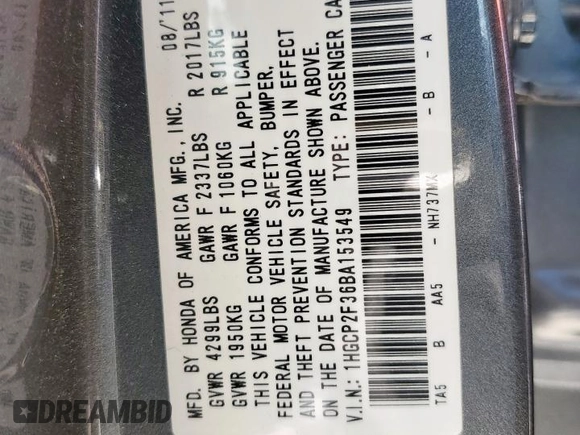 MFD. BY HONDA OF AMERICA MFG., INC. 08/'11
GVWR 4299LBS GAWR F 2337LBS R 2017LBS
GVWR 1950KG GAWR F 1060KG R 915KG
THIS VEHICLE CONFORMS TO ALL APPLICABLE
FEDERAL MOTOR VEHICLE SAFETY, BUMPER,
AND THEFT PREVENTION STANDARDS IN EFFECT
ON THE DATE OF MANUFACTURE SHOWN ABOVE.
V.I.N.: 1HGCP2F36BA153549 TYPE: PASSENGER CA
TA5 B AA5 - NH737MX - B - A
DREAMBID